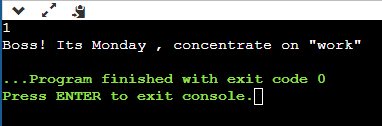 1
Boss! Its Monday , concentrate on "work"
...Program finished with exit code 0
Press ENTER to exit console.